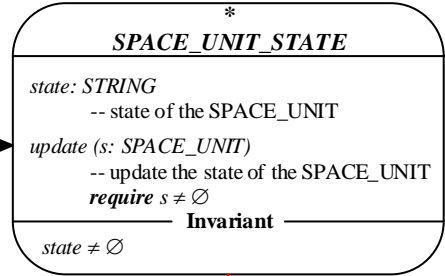 *
SPACE_UNIT_STATE
state: STRING
-- state of the SPACE_UNIT
update (s: SPACE_UNIT)
-- update the state of the SPACE_UNIT
require s ≠ ∅
Invariant
state ≠ ∅